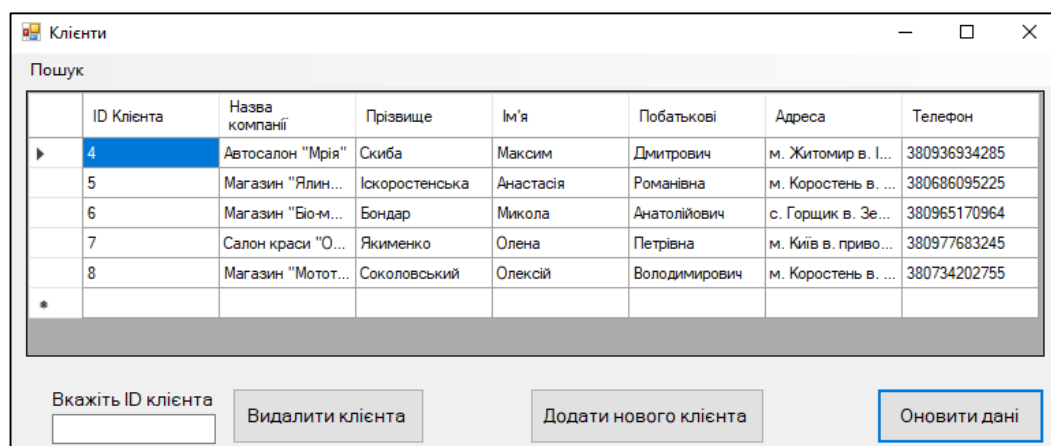 Клієнти
Пошук
ID Клієнта Назва компанії Прізвище Ім'я Побатькові Адреса Телефон
4 Автосалон "Мрія" Скиба Максим Дмитрович м. Житомир в. І... 380936934285
5 Магазин "Ялин... Іскоростенська Анастасія Романівна м. Коростень в. ... 380686095225
6 Магазин "Біо-м... Бондар Микола Анатолійович с. Горщик в. Зе... 380965170964
7 Салон краси "О... Якименко Олена Петрівна м. Київ в. приво... 380977683245
8 Магазин "Мотот... Соколовський Олексій Володимирович м. Коростень в. ... 380734202755
Вкажіть ID клієнта
Видалити клієнта Додати нового клієнта Оновити дані